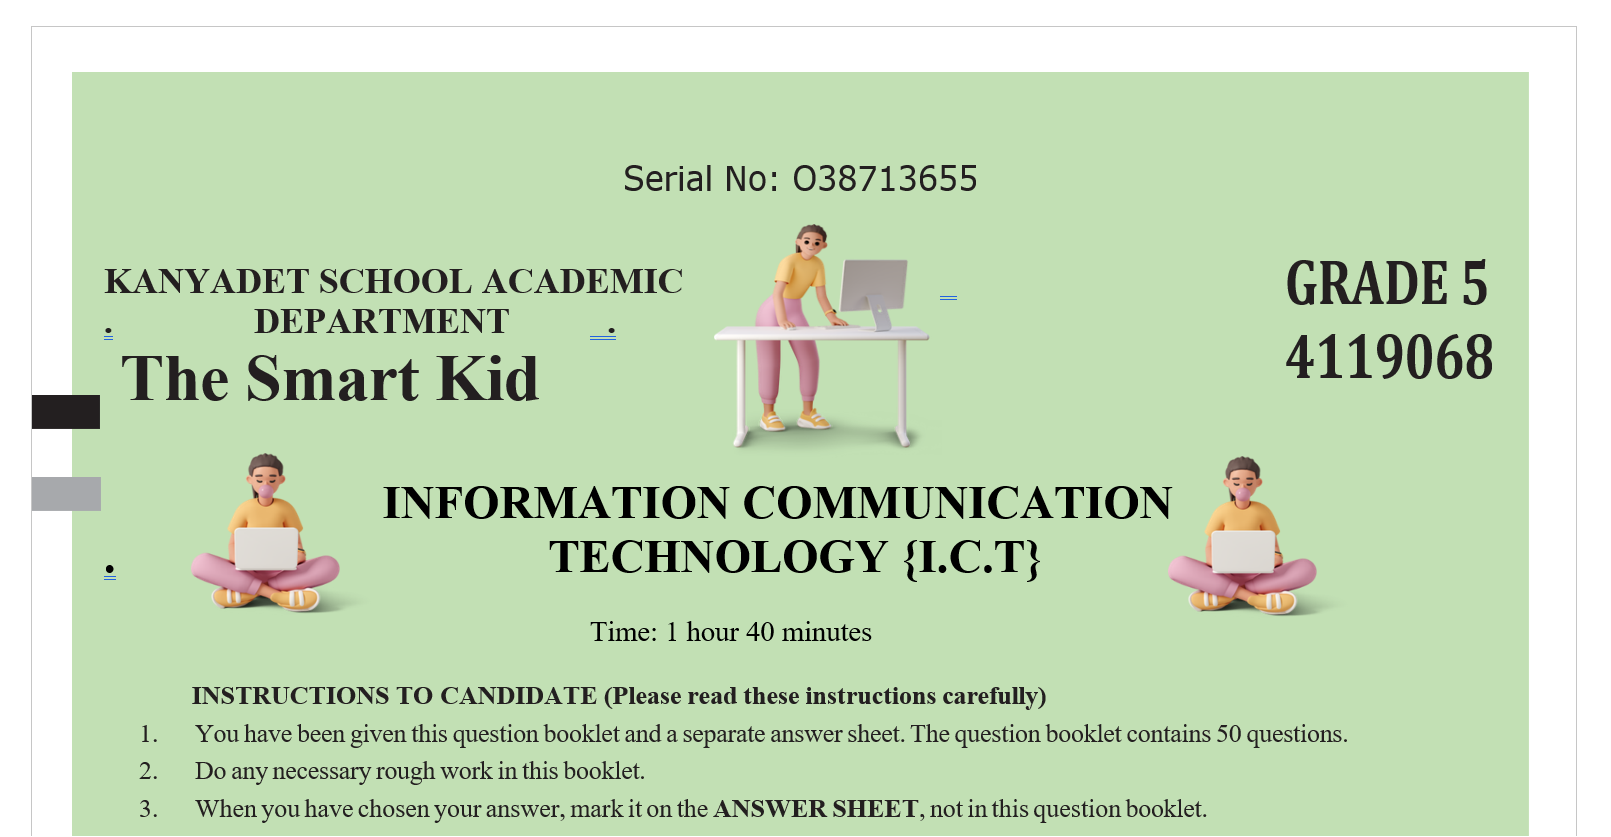 Serial No: O38713655
KANYADET SCHOOL ACADEMIC
. DEPARTMENT .
The Smart Kid
GRADE 5
4119068
INFORMATION COMMUNICATION
TECHNOLOGY {I.C.T}
.
Time: 1 hour 40 minutes
INSTRUCTIONS TO CANDIDATE (Please read these instructions carefully)
1. You have been given this question booklet and a separate answer sheet. The question booklet contains 50 questions.
2. Do any necessary rough work in this booklet.
3. When you have chosen your answer, mark it on the ANSWER SHEET, not in this question booklet.